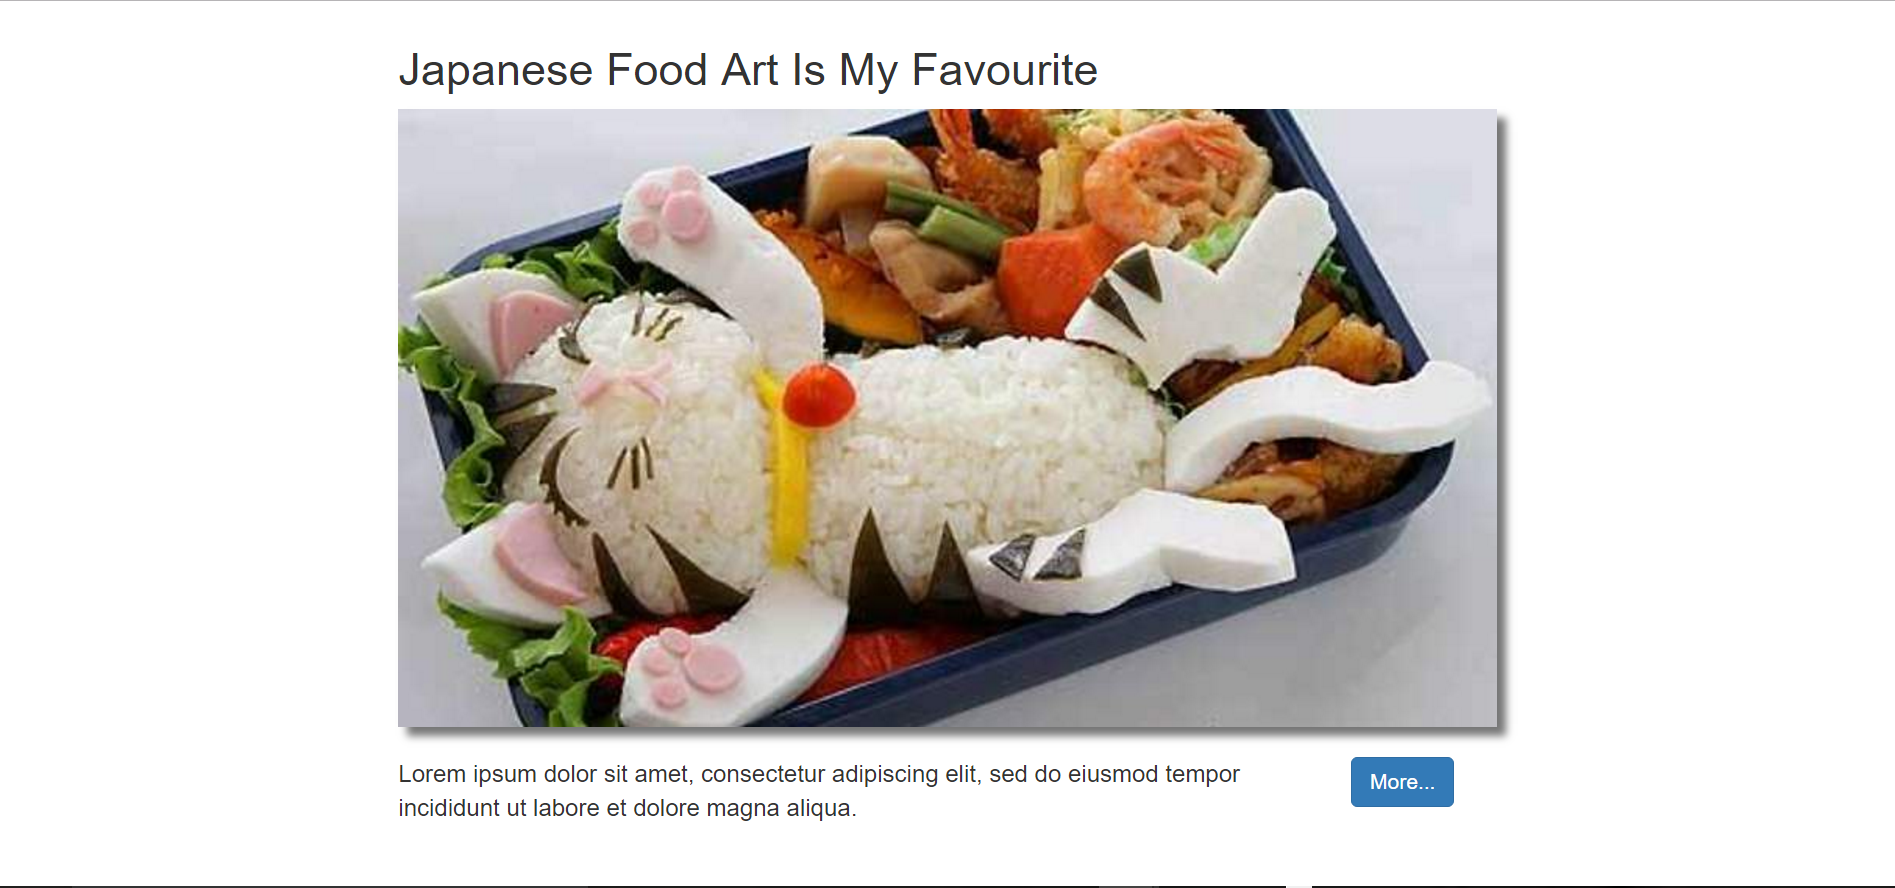 Japanese Food Art Is My Favourite
Lorem ipsum dolor sit amet, consectetur adipiscing elit, sed do eiusmod tempor
incididunt ut labore et dolore magna aliqua.
More...